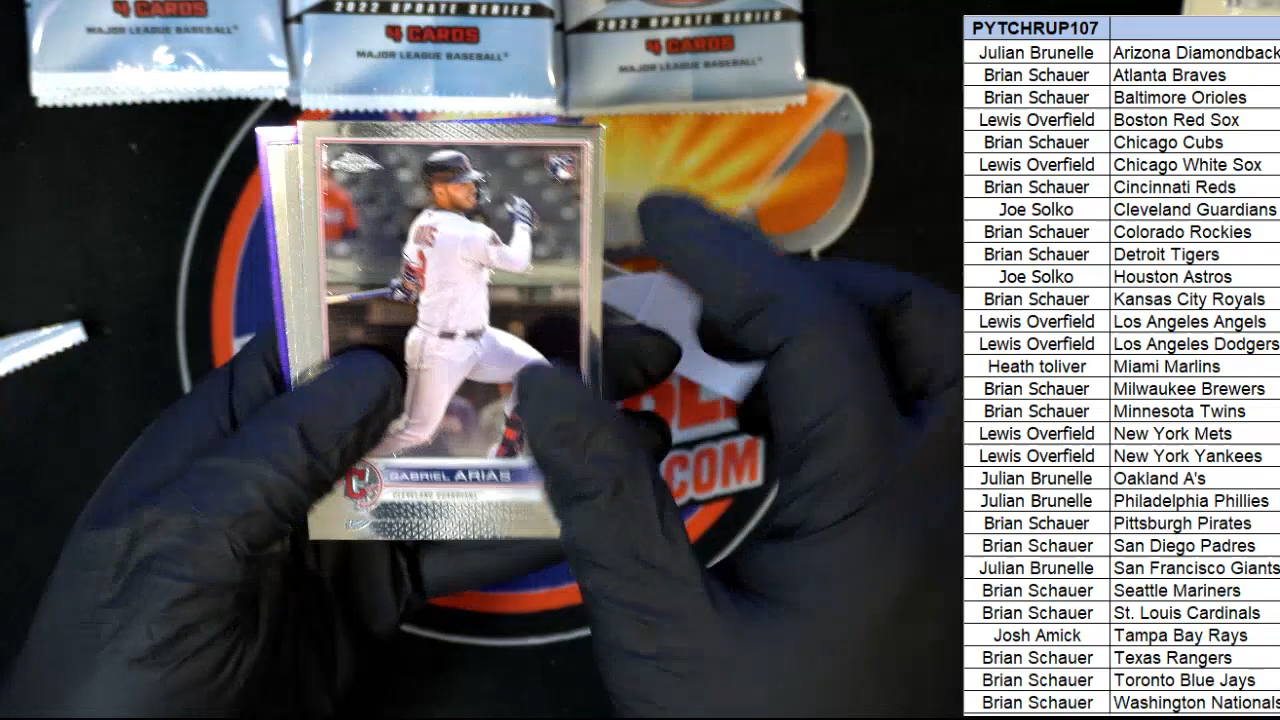 2022 UPDATE SERIES
4 CARDS
MAJOR LEAGUE BASEBALL
2022 UPDATE SERIES
4 CARDS
MAJOR LEAGUE BASEBALL
4 CARDS
MAJOR LEAGUE BASEBALL
Topps
Chrome
RC
GABRIEL ARIAS
CLEVELAND GUARDIANS
.COM
PYTCHRUP107
Julian Brunelle Arizona Diamondback
Brian Schauer Atlanta Braves
Brian Schauer Baltimore Orioles
Lewis Overfield Boston Red Sox
Brian Schauer Chicago Cubs
Lewis Overfield Chicago White Sox
Brian Schauer Cincinnati Reds
Joe Solko Cleveland Guardians
Brian Schauer Colorado Rockies
Brian Schauer Detroit Tigers
Joe Solko Houston Astros
Brian Schauer Kansas City Royals
Lewis Overfield Los Angeles Angels
Lewis Overfield Los Angeles Dodgers
Heath toliver Miami Marlins
Brian Schauer Milwaukee Brewers
Brian Schauer Minnesota Twins
Lewis Overfield New York Mets
Lewis Overfield New York Yankees
Julian Brunelle Oakland A's
Julian Brunelle Philadelphia Phillies
Brian Schauer Pittsburgh Pirates
Brian Schauer San Diego Padres
Julian Brunelle San Francisco Giants
Brian Schauer Seattle Mariners
Brian Schauer St. Louis Cardinals
Josh Amick Tampa Bay Rays
Brian Schauer Texas Rangers
Brian Schauer Toronto Blue Jays
Brian Schauer Washington Nationals